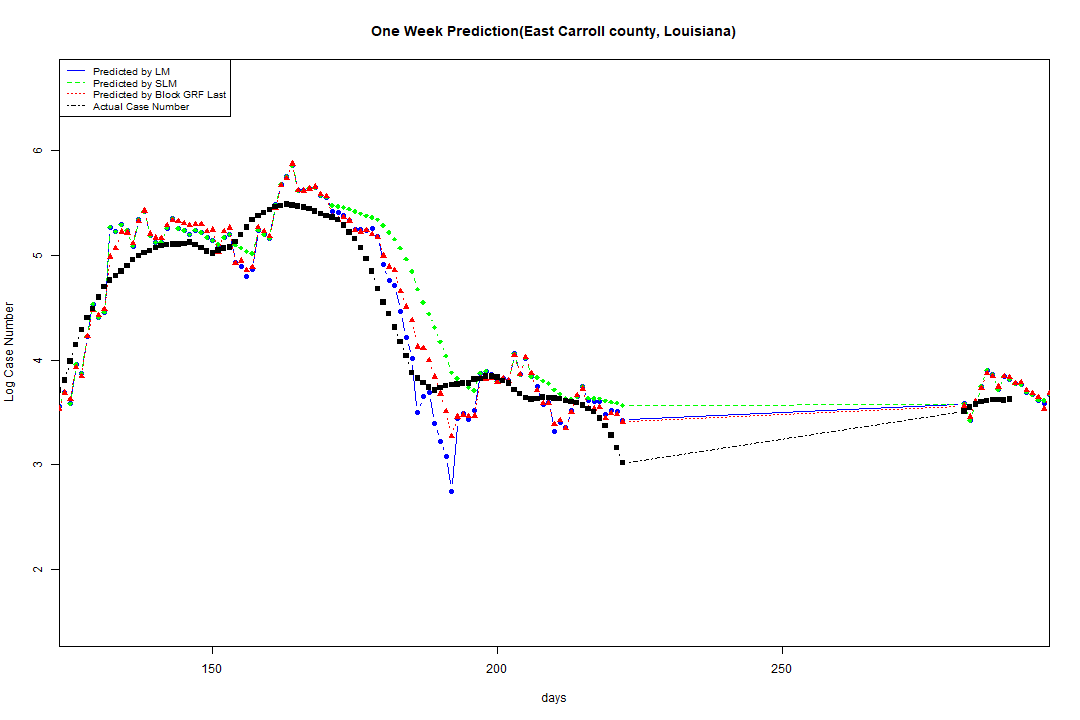 One Week Prediction(East Carroll county, Louisiana)
Predicted by LM
Predicted by SLM
Predicted by Block GRF Last
Actual Case Number
Log Case Number
6
5
4
3
2
150
200
250
days